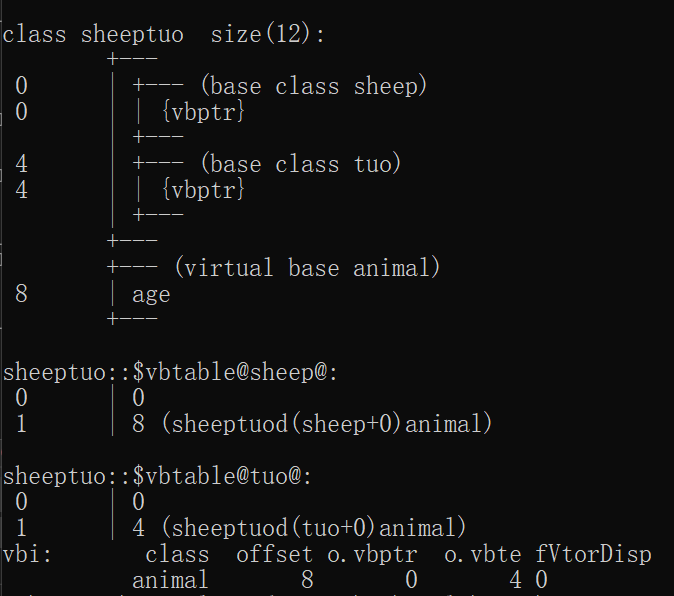 class sheeptuo  size(12):
        +---
 0      | +--- (base class sheep)
 0      | | {vbptr}
        | +---
 4      | +--- (base class tuo)
 4      | | {vbptr}
        | +---
        +---
        +--- (virtual base animal)
 8      | age
        +---
sheeptuo::$vbtable@sheep@:
 0      | 0
 1      | 8 (sheeptuod(sheep+0)animal)
sheeptuo::$vbtable@tuo@:
 0      | 0
 1      | 4 (sheeptuod(tuo+0)animal)
vbi:       class  offset o.vbptr  o.vbte fVtorDisp
          animal       8       0       4 0